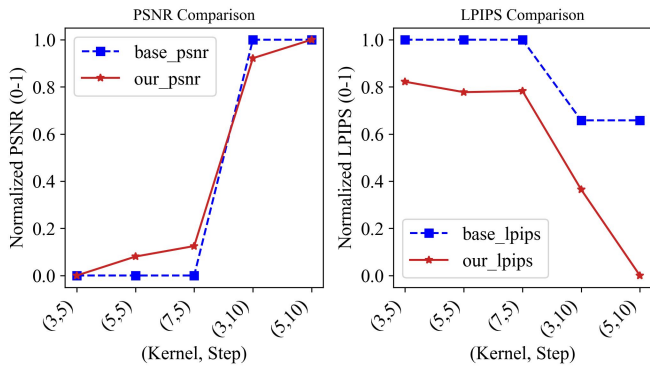 PSNR Comparison
Normalized PSNR (0-1)
1.0
0.8
0.6
0.4
0.2
0.0
base_psnr
our_psnr
(3,5)
(5,5)
(7,5)
(3,10)
(5,10)
(Kernel, Step)
LPIPS Comparison
Normalized LPIPS (0-1)
1.0
0.8
0.6
0.4
0.2
0.0
base_lpips
our_lpips
(3,5)
(5,5)
(7,5)
(3,10)
(5,10)
(Kernel, Step)